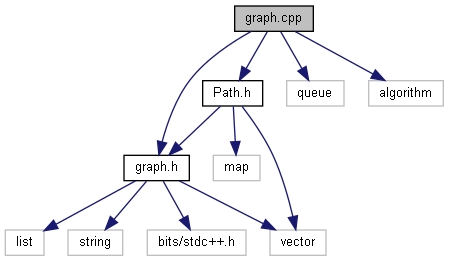 graph.cpp
Path.h
queue
algorithm
graph.h
map
list
string
bits/stdc++.h
vector